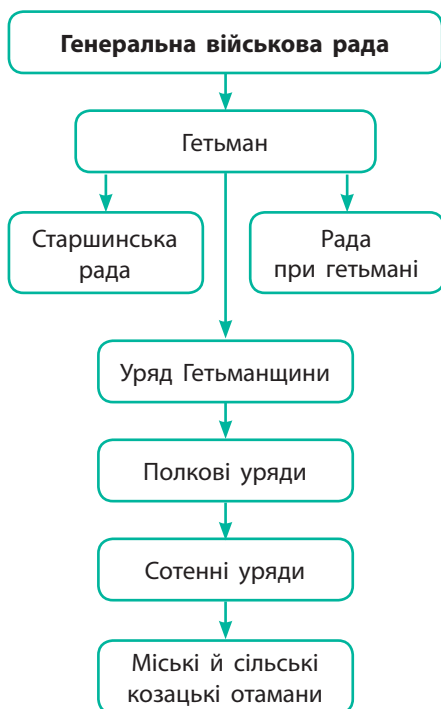 Генеральна військова рада
Гетьман
Старшинська
рада
Рада
при гетьмані
Уряд Гетьманщини
Полкові уряди
Сотенні уряди
Міські й сільські
козацькі отамани